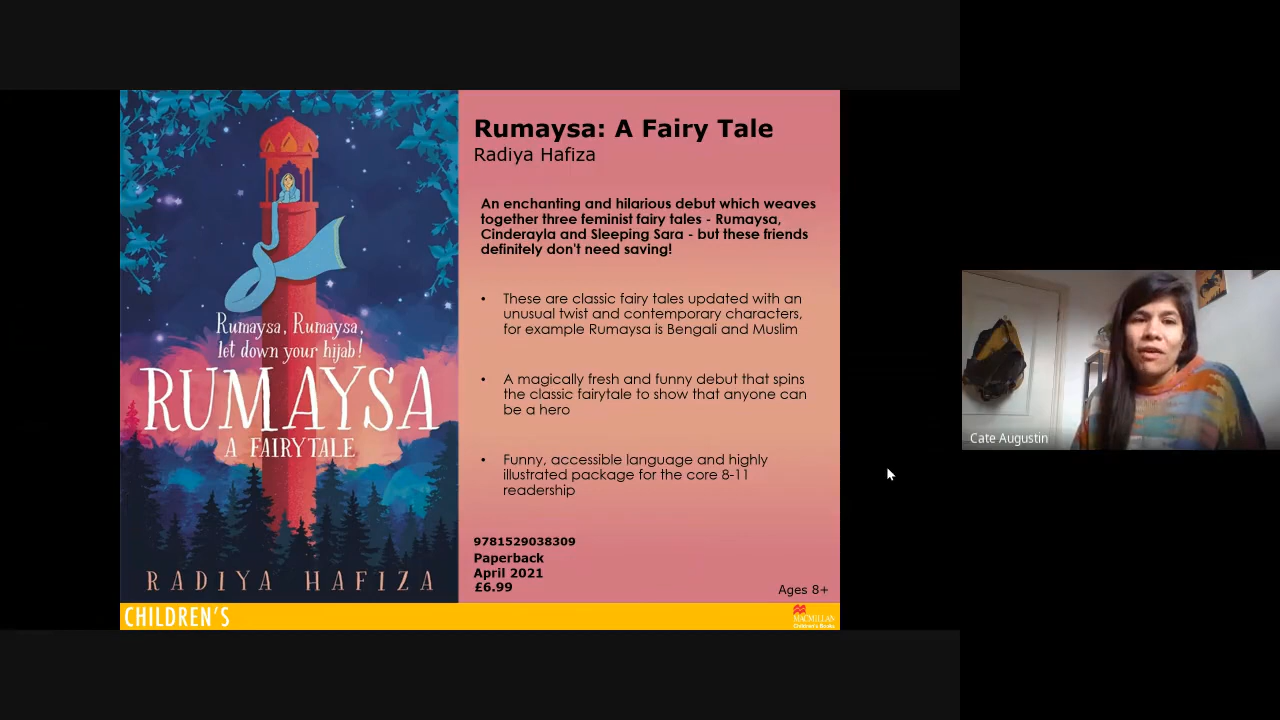 Rumaysa, Rumaysa,
let down your hijab!
RUMAYSA
A FAIRYTALE
RADIYA HAFIZA
Rumaysa: A Fairy Tale
Radiya Hafiza
An enchanting and hilarious debut which weaves
together three feminist fairy tales - Rumaysa,
Cinderayla and Sleeping Sara - but these friends
definitely don't need saving!
• These are classic fairy tales updated with an
unusual twist and contemporary characters,
for example Rumaysa is Bengali and Muslim
• A magically fresh and funny debut that spins
the classic fairytale to show that anyone can
be a hero
• Funny, accessible language and highly
illustrated package for the core 8-11
readership
9781529038309
Paperback
April 2021
£6.99
Ages 8+
CHILDREN'S
MACMILLAN
Children's Books
Cate Augustin